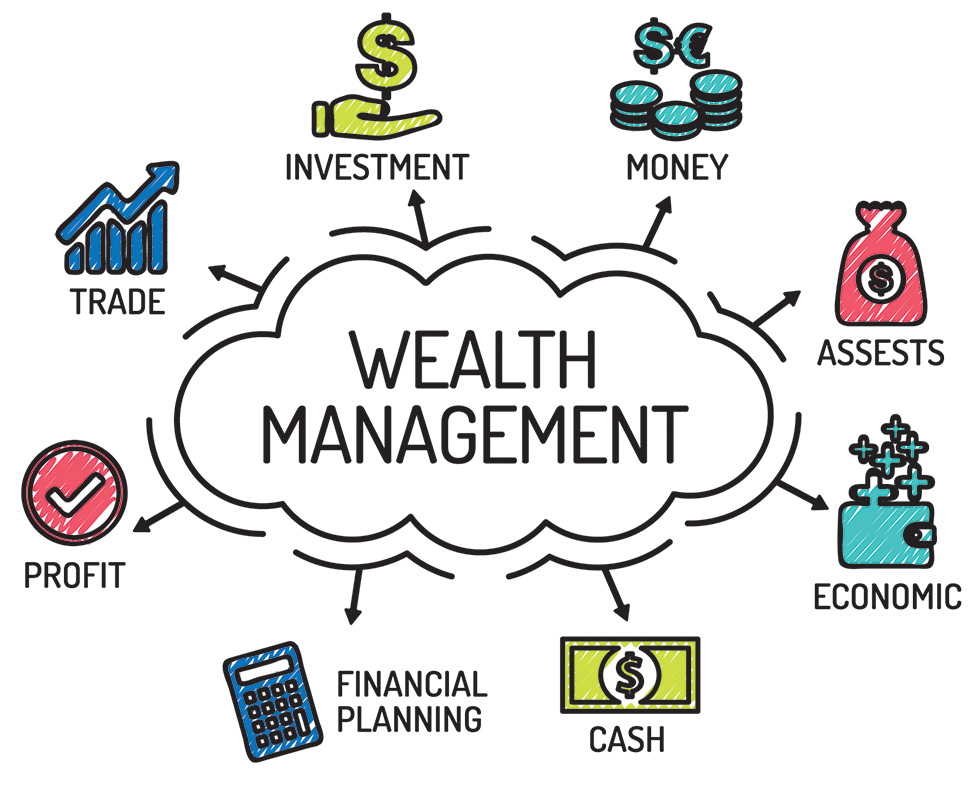 INVESTMENT
MONEY
TRADE
ASSESTS
WEALTH
MANAGEMENT
PROFIT
ECONOMIC
FINANCIAL
PLANNING
CASH
$
$€
$
$